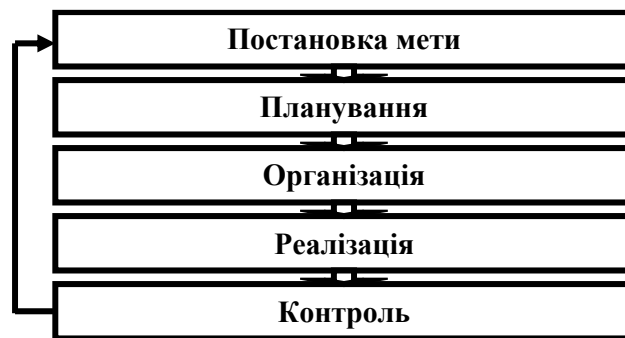 Постановка мети
Планування
Організація
Реалізація
Контроль